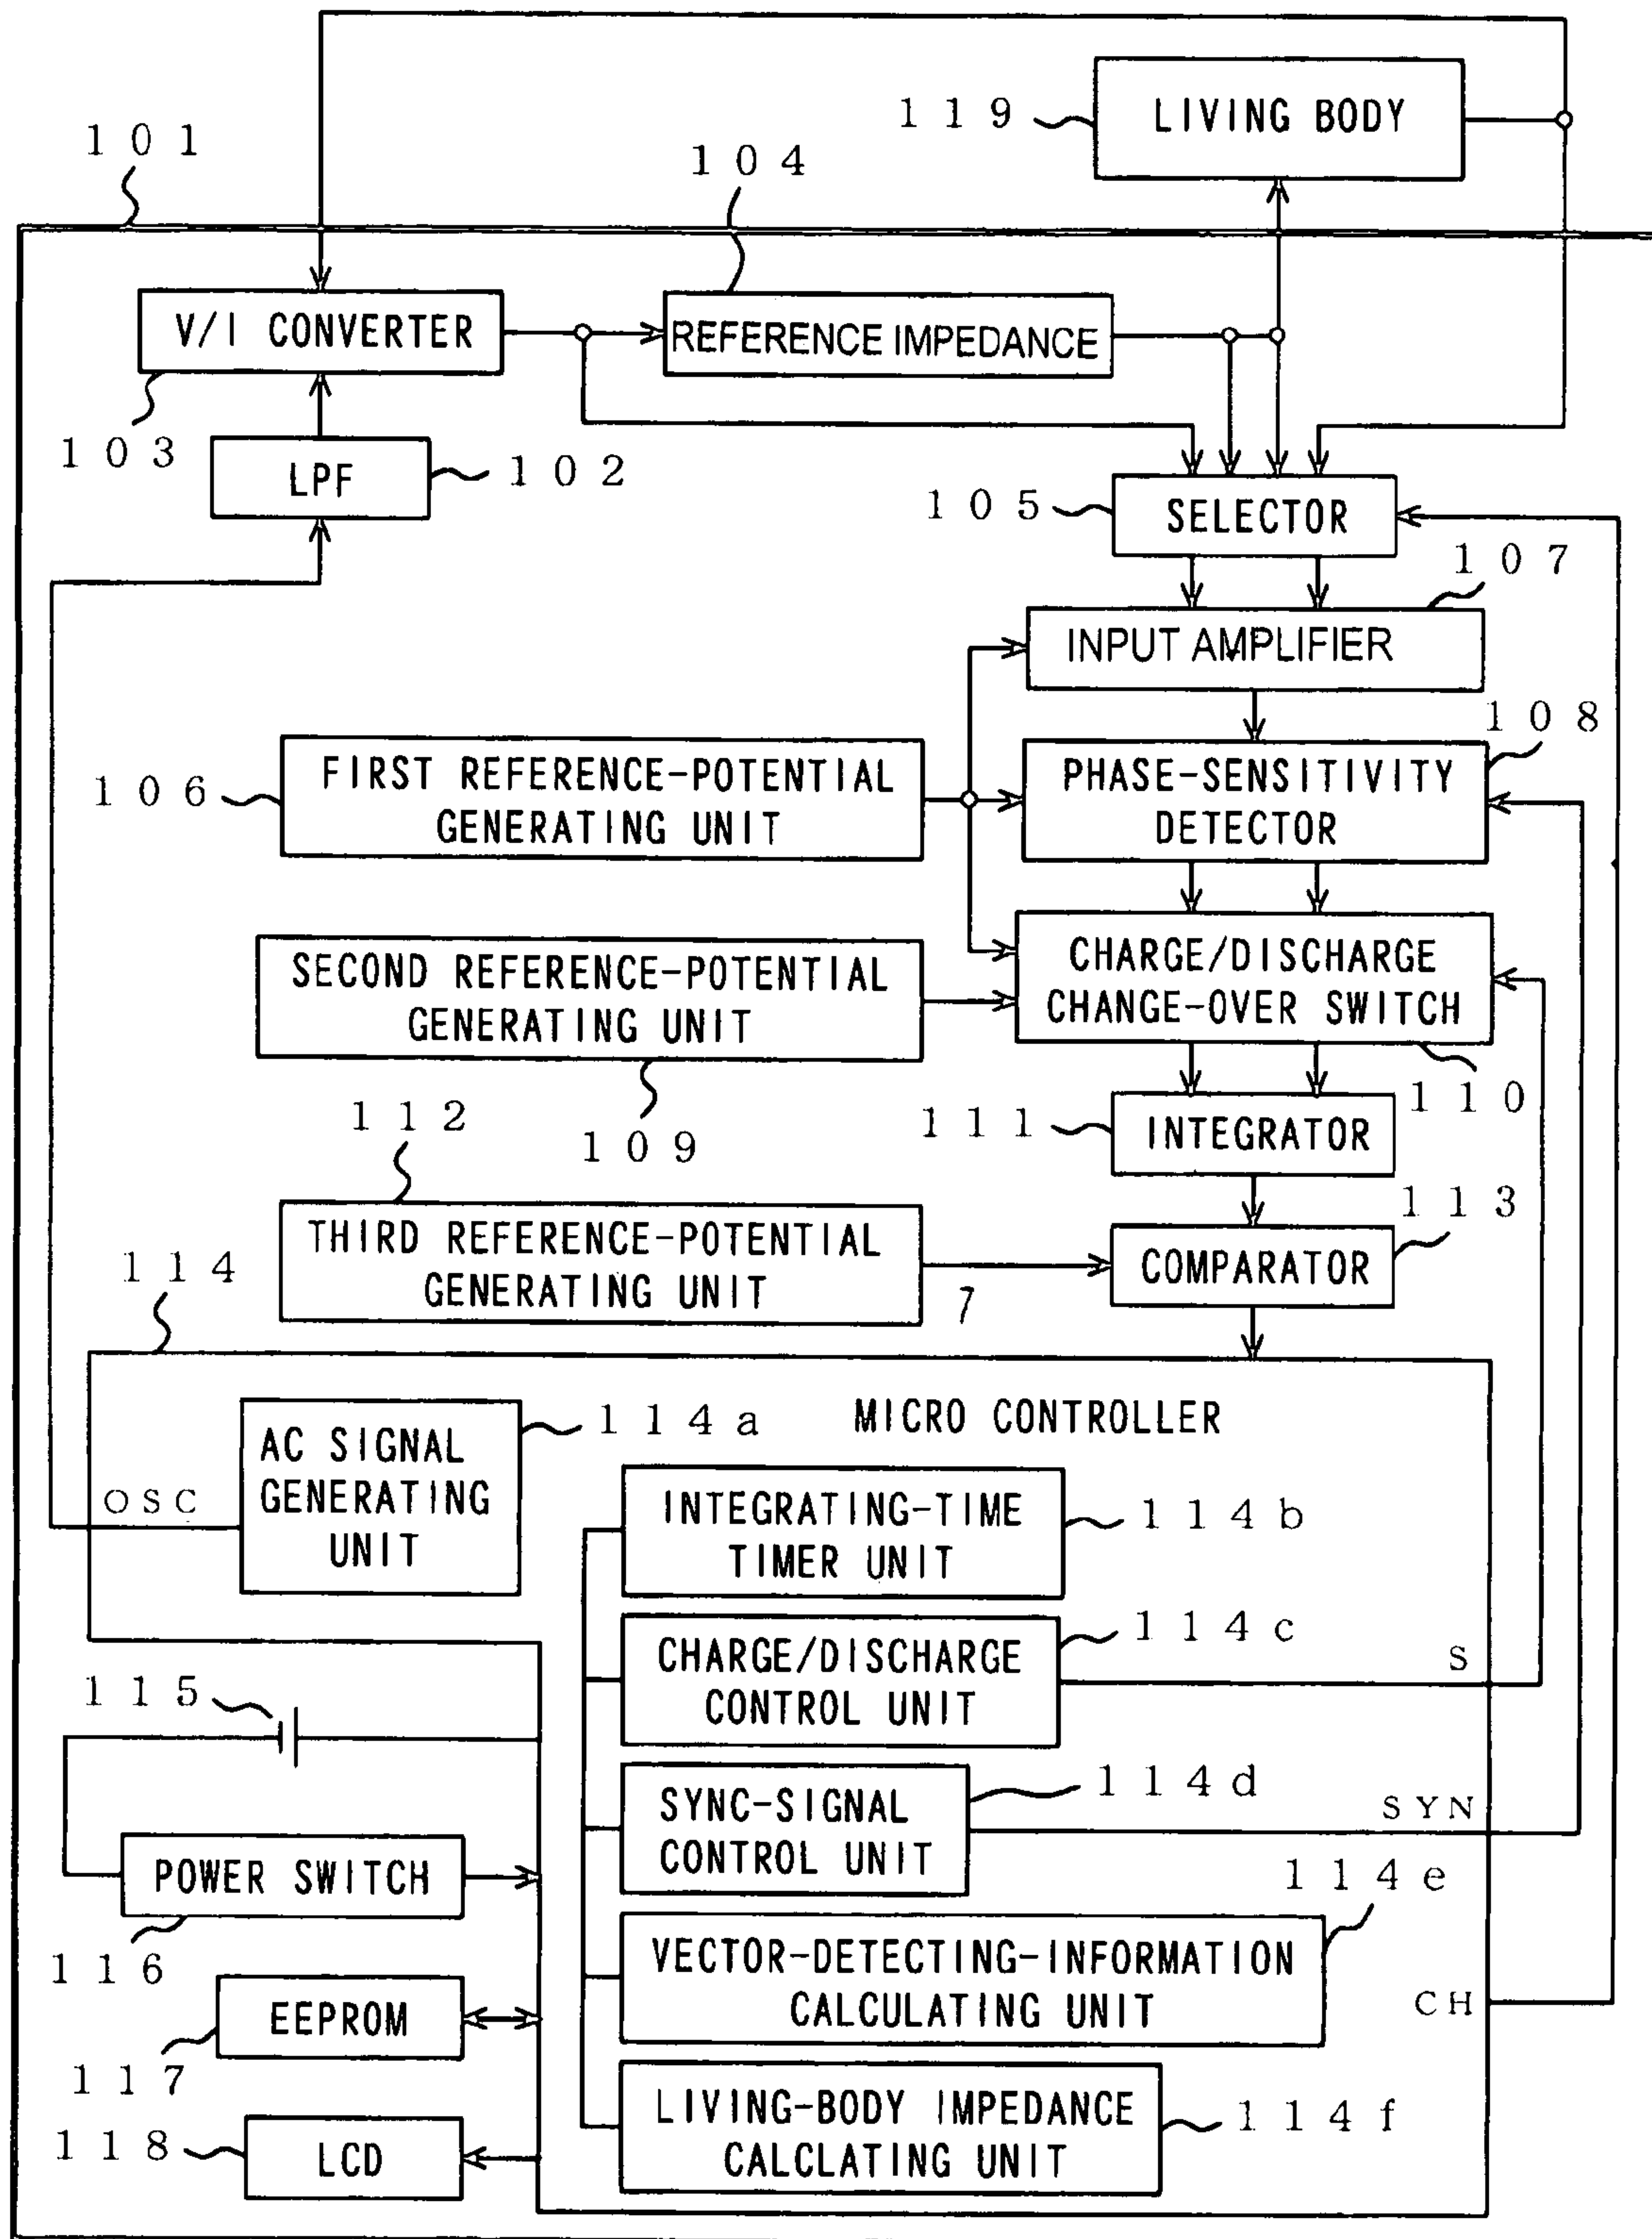 119
LIVING BODY
101
104
V/I CONVERTER
REFERENCE IMPEDANCE
103
LPF
102
105
SELECTOR
107
INPUT AMPLIFIER
108
106
FIRST REFERENCE-POTENTIAL
GENERATING UNIT
PHASE-SENSITIVITY
DETECTOR
SECOND REFERENCE-POTENTIAL
GENERATING UNIT
CHARGE/DISCHARGE
CHANGE-OVER SWITCH
110
109
112
111
INTEGRATOR
113
THIRD REFERENCE-POTENTIAL
GENERATING UNIT
7
COMPARATOR
114
MICRO CONTROLLER
114a
AC SIGNAL
GENERATING
UNIT
OSC
INTEGRATING-TIME
TIMER UNIT
114b
CHARGE/DISCHARGE
CONTROL UNIT
114c
S
115
SYNC-SIGNAL
CONTROL UNIT
114d
SYN
POWER SWITCH
116
114e
VECTOR-DETECTING-INFORMATION
CALCULATING UNIT
CH
EEPROM
117
LIVING-BODY IMPEDANCE
CALCLATING UNIT
114f
118
LCD